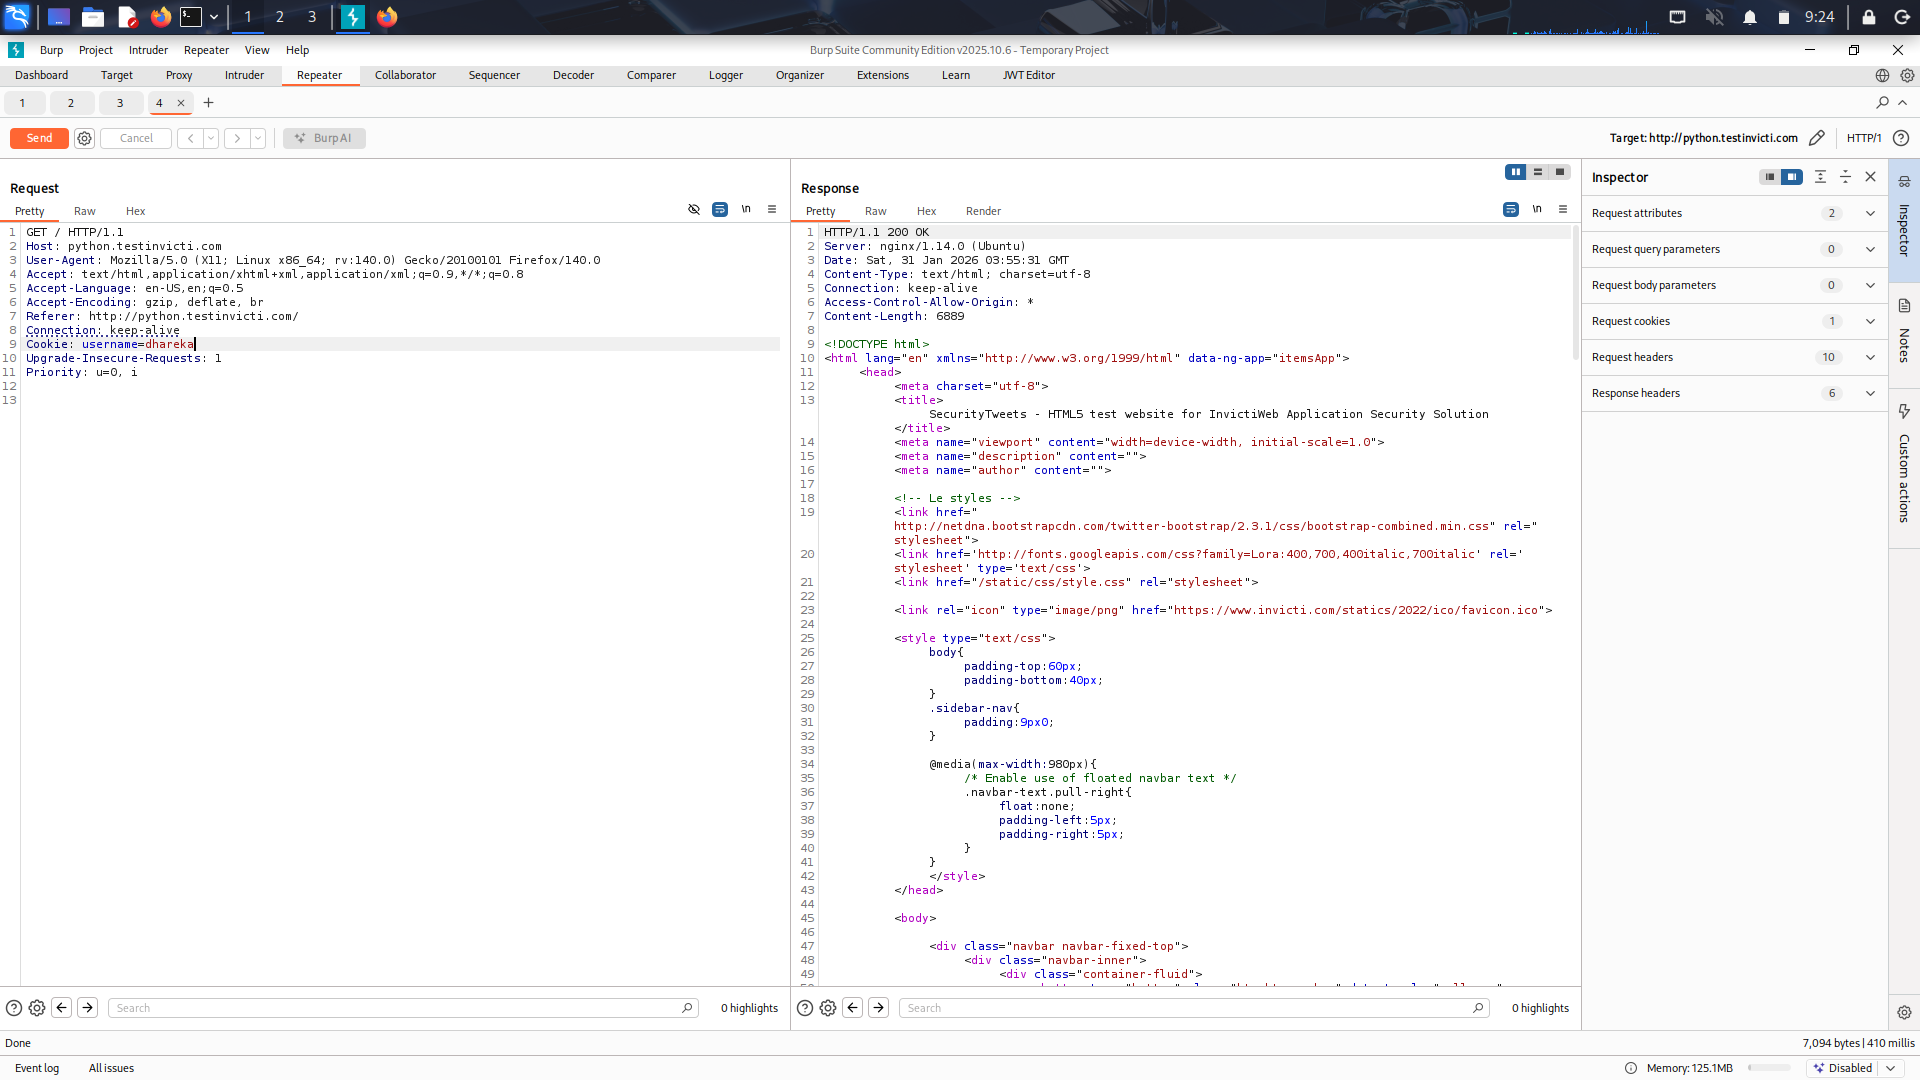 1 2 3 9:24
Burp Project Intruder Repeater View Help Burp Suite Community Edition v2025.10.6 - Temporary Project
Dashboard Target Proxy Intruder Repeater Collaborator Sequencer Decoder Comparer Logger Organizer Extensions Learn JWT Editor
1 2 3 4 × +
Send Cancel < > Burp AI Target: http://python.testinvicti.com HTTP/1 ?
Request
Pretty Raw Hex \n
1 GET / HTTP/1.1
2 Host: python.testinvicti.com
3 User-Agent: Mozilla/5.0 (X11; Linux x86_64; rv:140.0) Gecko/20100101 Firefox/140.0
4 Accept: text/html,application/xhtml+xml,application/xml;q=0.9,*/*;q=0.8
5 Accept-Language: en-US,en;q=0.5
6 Accept-Encoding: gzip, deflate, br
7 Referer: http://python.testinvicti.com/
8 Connection: keep-alive
9 Cookie: username=dhareka
10 Upgrade-Insecure-Requests: 1
11 Priority: u=0, i
12
13
Search 0 highlights
Response
Pretty Raw Hex Render \n
1 HTTP/1.1 200 OK
2 Server: nginx/1.14.0 (Ubuntu)
3 Date: Sat, 31 Jan 2026 03:55:31 GMT
4 Content-Type: text/html; charset=utf-8
5 Connection: keep-alive
6 Access-Control-Allow-Origin: *
7 Content-Length: 6889
8
9 <!DOCTYPE html>
10 <html lang="en" xmlns="http://www.w3.org/1999/html" data-ng-app="itemsApp">
11 <head>
12 <meta charset="utf-8">
13 <title>
SecurityTweets - HTML5 test website for InvictiWeb Application Security Solution
</title>
14 <meta name="viewport" content="width=device-width, initial-scale=1.0">
15 <meta name="description" content="">
16 <meta name="author" content="">
17
18 <!-- Le styles -->
19 <link href="
http://netdna.bootstrapcdn.com/twitter-bootstrap/2.3.1/css/bootstrap-combined.min.css" rel="
stylesheet">
20 <link href='http://fonts.googleapis.com/css?family=Lora:400,700,400italic,700italic' rel='
stylesheet' type='text/css'>
21 <link href="/static/css/style.css" rel="stylesheet">
22
23 <link rel="icon" type="image/png" href="https://www.invicti.com/statics/2022/ico/favicon.ico">
24
25 <style type="text/css">
26 body{
27 padding-top:60px;
28 padding-bottom:40px;
29 }
30 .sidebar-nav{
31 padding:9px0;
32 }
33
34 @media(max-width:980px){
35 /* Enable use of floated navbar text */
36 .navbar-text.pull-right{
37 float:none;
38 padding-left:5px;
39 padding-right:5px;
40 }
41 }
42 </style>
43 </head>
44
45 <body>
46
47 <div class="navbar navbar-fixed-top">
48 <div class="navbar-inner">
49 <div class="container-fluid">
Search 0 highlights
Inspector
Request attributes 2
Request query parameters 0
Request body parameters 0
Request cookies 1
Request headers 10
Response headers 6
Inspector
Notes
Custom actions
Done 7,094 bytes | 410 millis
Event log All issues Memory: 125.1MB Disabled